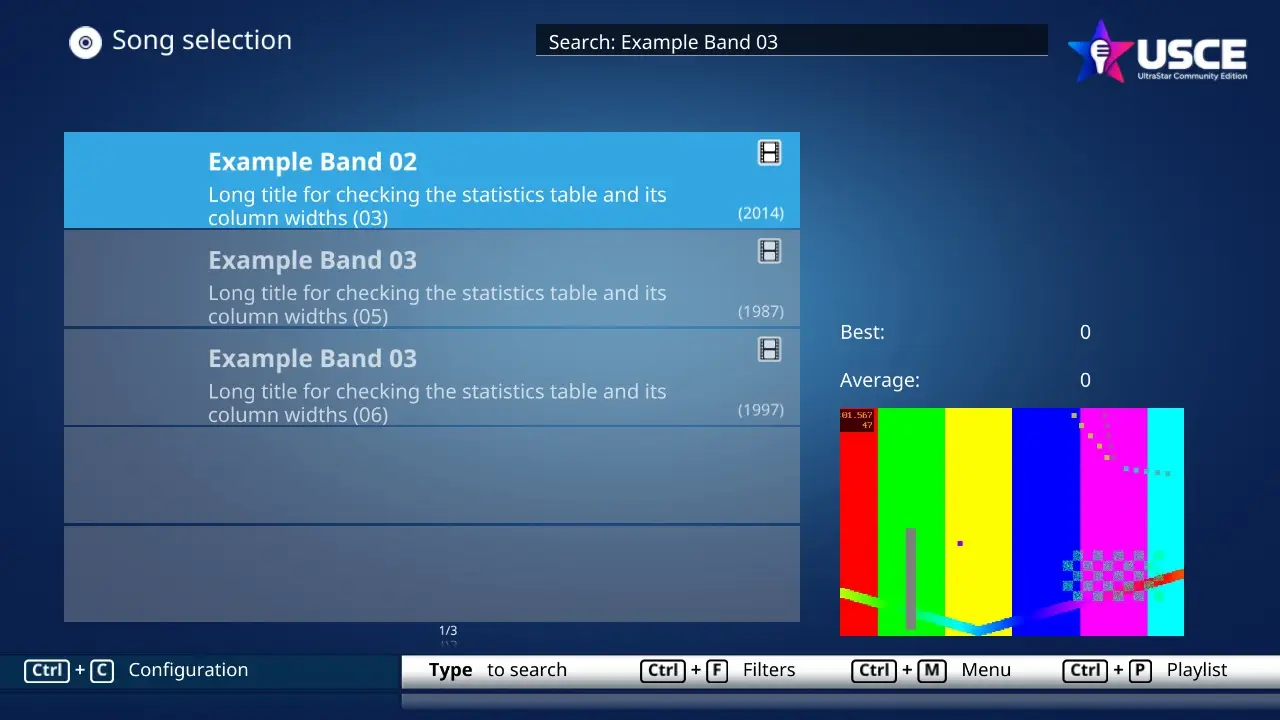 Song selection
Search: Example Band 03
USCE
UltraStar Community Edition
Example Band 02
Long title for checking the statistics table and its
column widths (03)
(2014)
Example Band 03
Long title for checking the statistics table and its
column widths (05)
(1987)
Example Band 03
Long title for checking the statistics table and its
column widths (06)
(1997)
Best: 0
Average: 0
01.567
47
1/3
Ctrl + C Configuration
Type to search
Ctrl + F Filters
Ctrl + M Menu
Ctrl + P Playlist